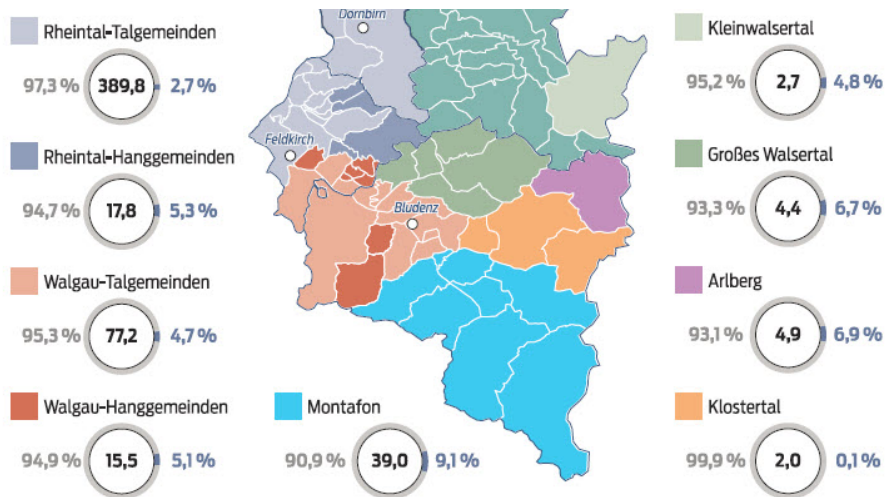 Rheintal-Talgemeinden
97,3 % 389,8 2,7 %
Rheintal-Hanggemeinden
94,7 % 17,8 5,3 %
Walgau-Talgemeinden
95,3 % 77,2 4,7 %
Walgau-Hanggemeinden
94,9 % 15,5 5,1 %
Dornbirn
Feldkirch
Bludenz
Montafon
90,9 % 39,0 9,1 %
Kleinwalsertal
95,2 % 2,7 4,8 %
Großes Walsertal
93,3 % 4,4 6,7 %
Arlberg
93,1 % 4,9 6,9 %
Klostertal
99,9 % 2,0 0,1 %